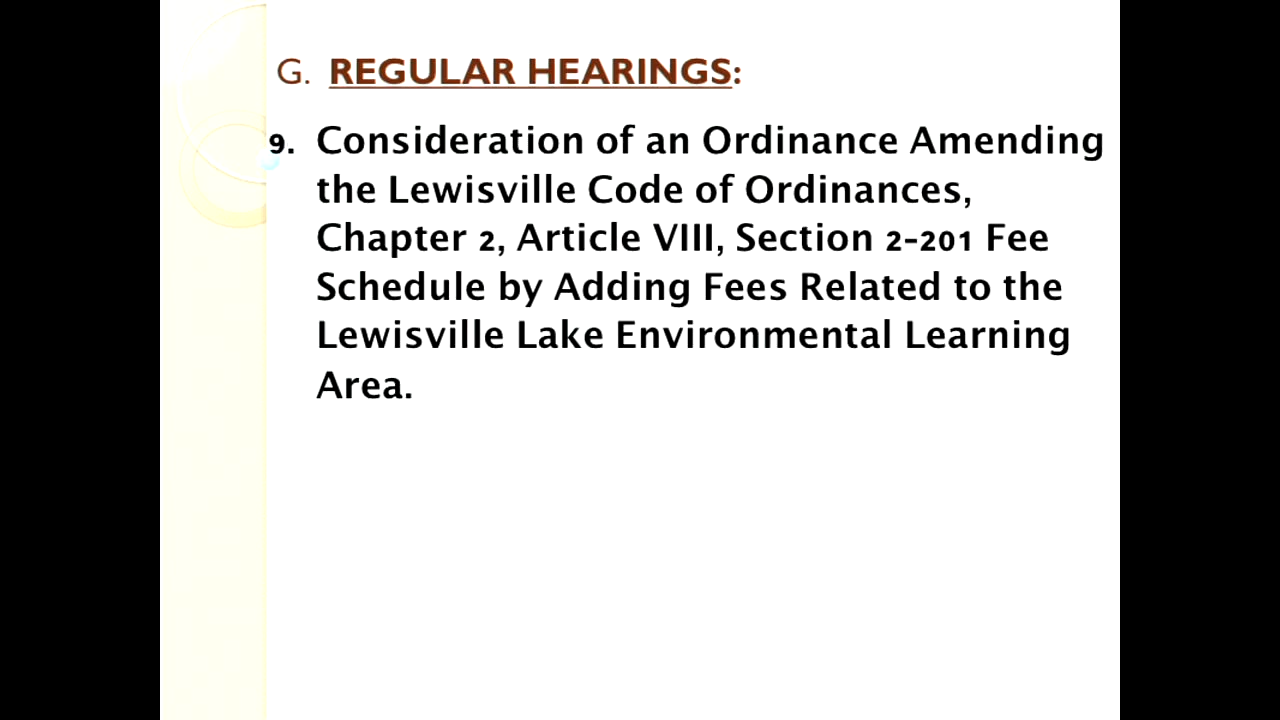 G. REGULAR HEARINGS:
9. Consideration of an Ordinance Amending
the Lewisville Code of Ordinances,
Chapter 2, Article VIII, Section 2-201 Fee
Schedule by Adding Fees Related to the
Lewisville Lake Environmental Learning
Area.